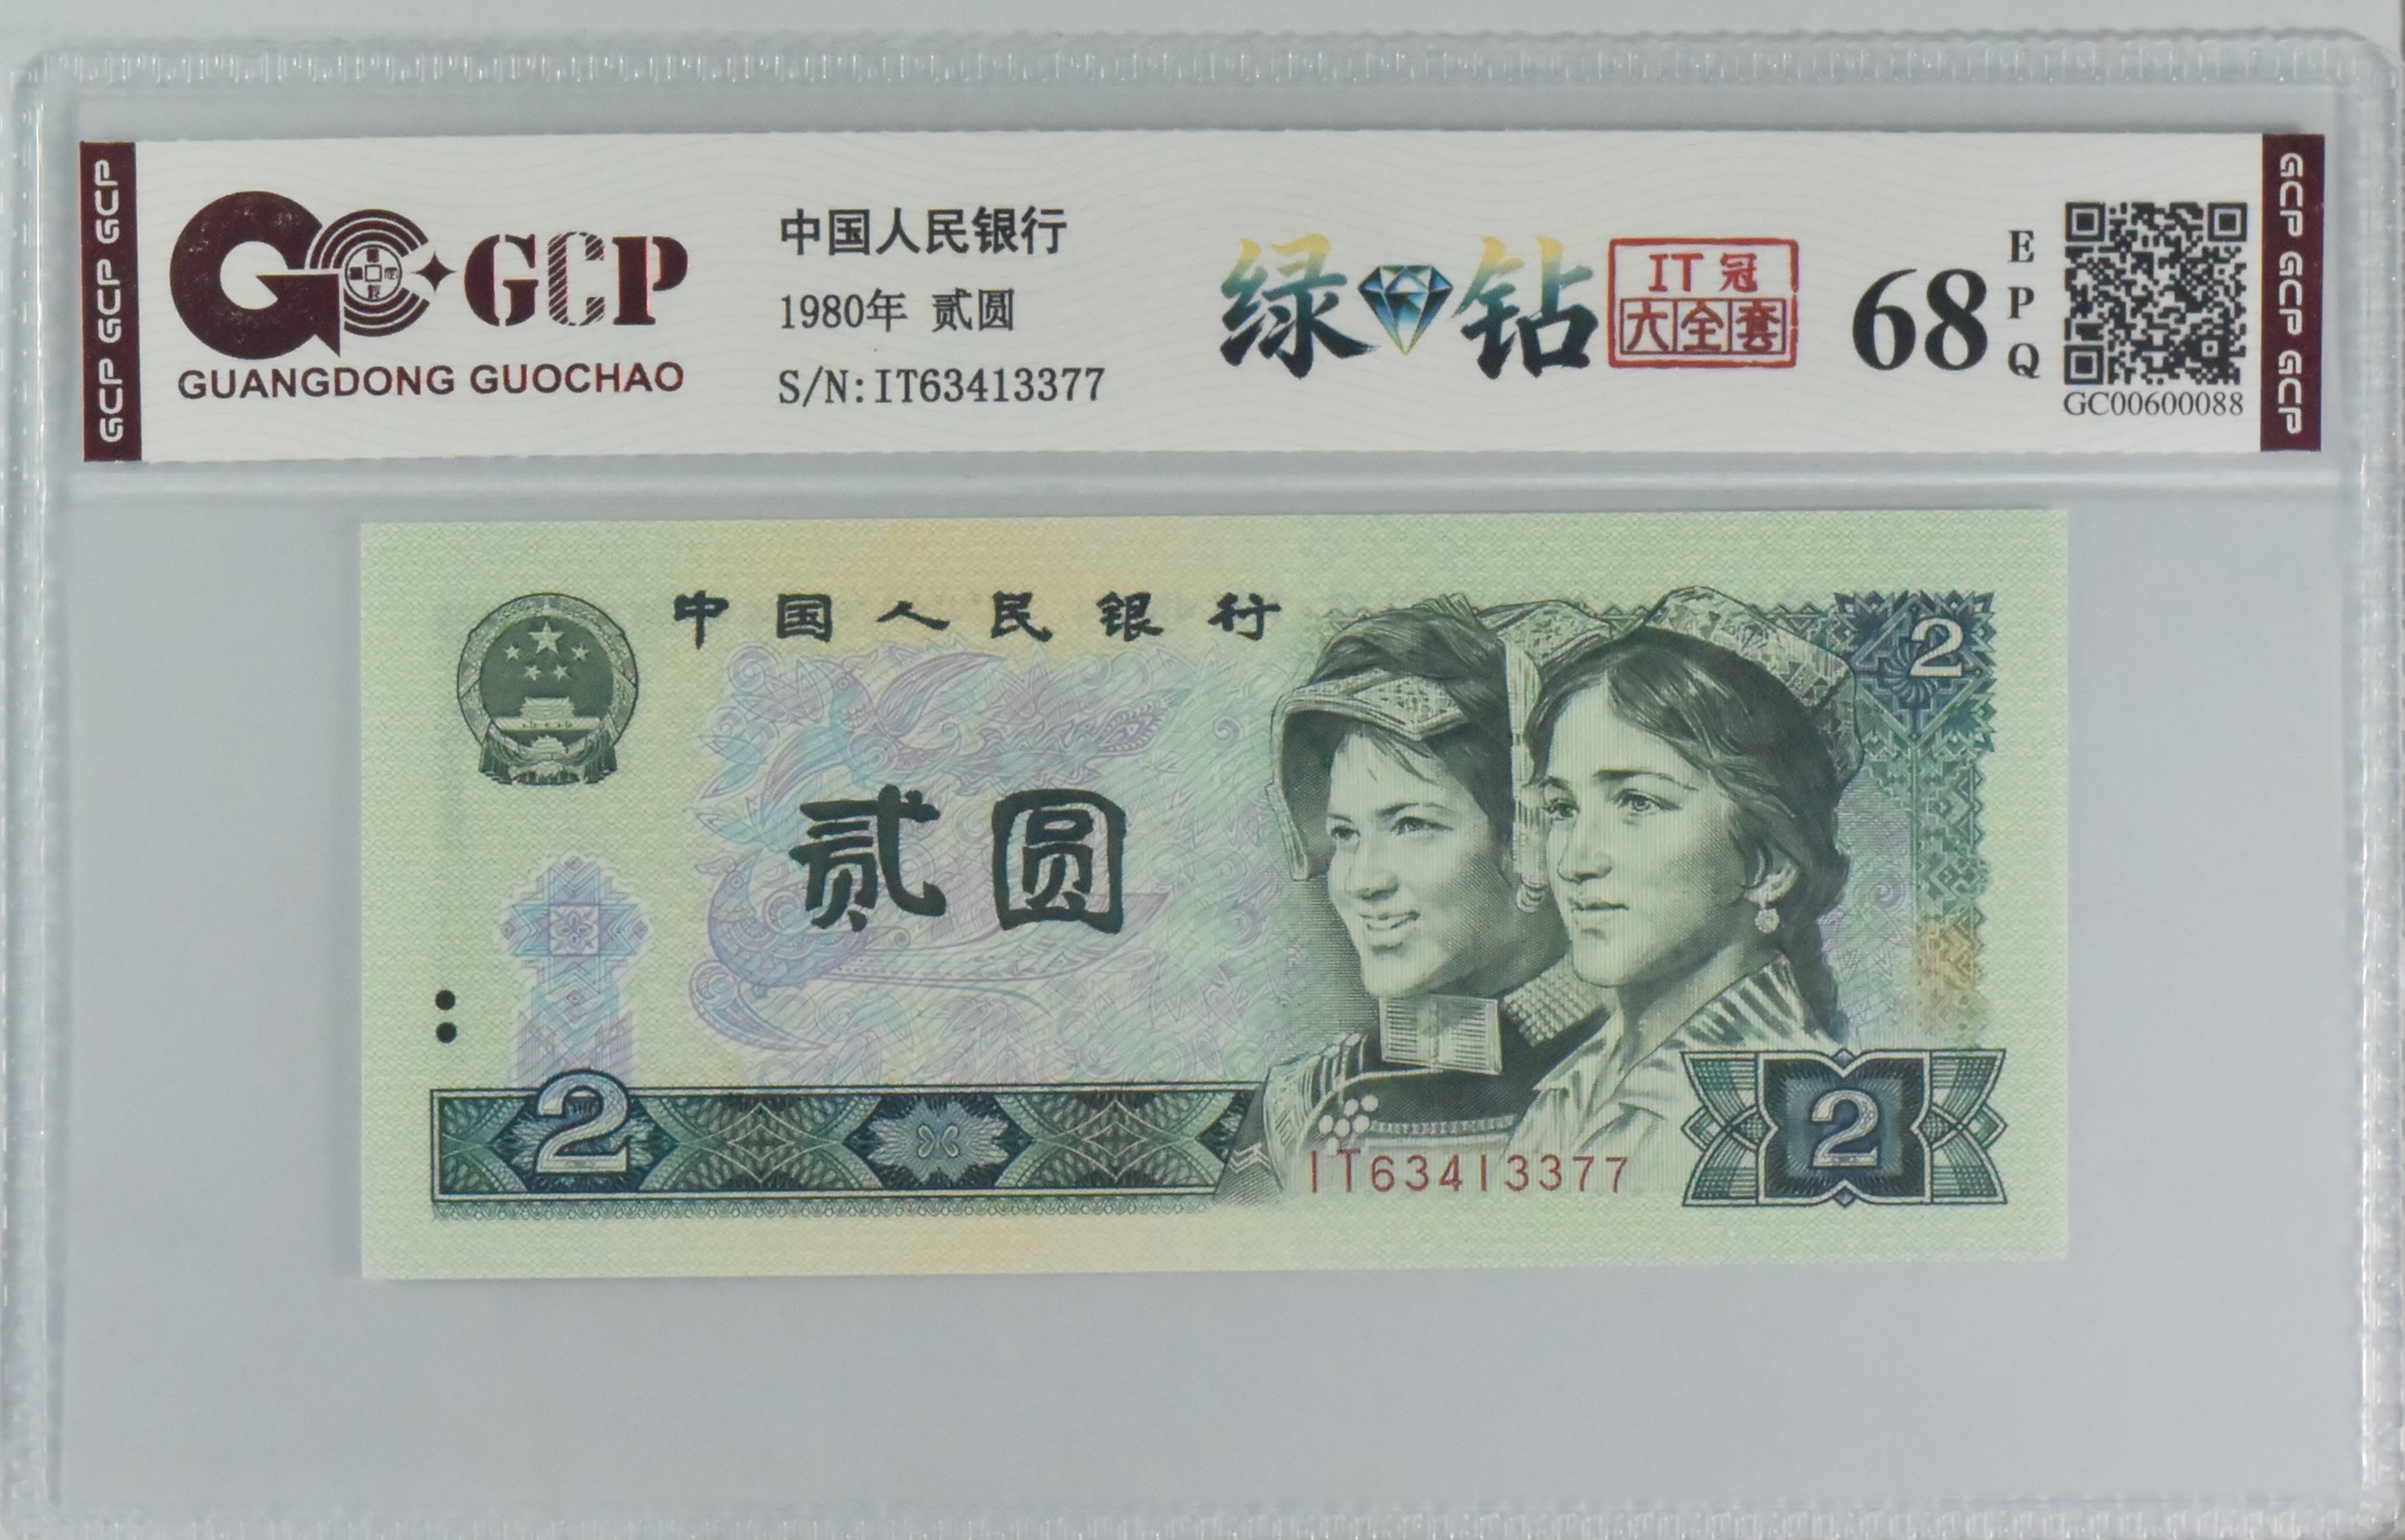 GCP GCP GCP
GCP
GUANGDONG GUOCHAO
中国人民银行
1980年 贰圆
S/N:IT63413377
绿钻
IT冠
大全套
68
EPQ
GC00600088
GCP GCP GCP
中国人民银行
2
贰圆
2
IT63413377
2